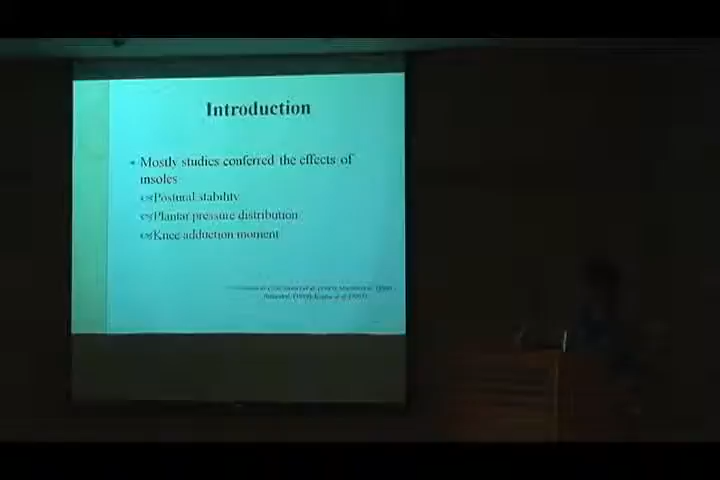 Introduction
Mostly studies conferred the effects of
insoles
Postural stability
Plantar pressure distribution
Knee adduction moment